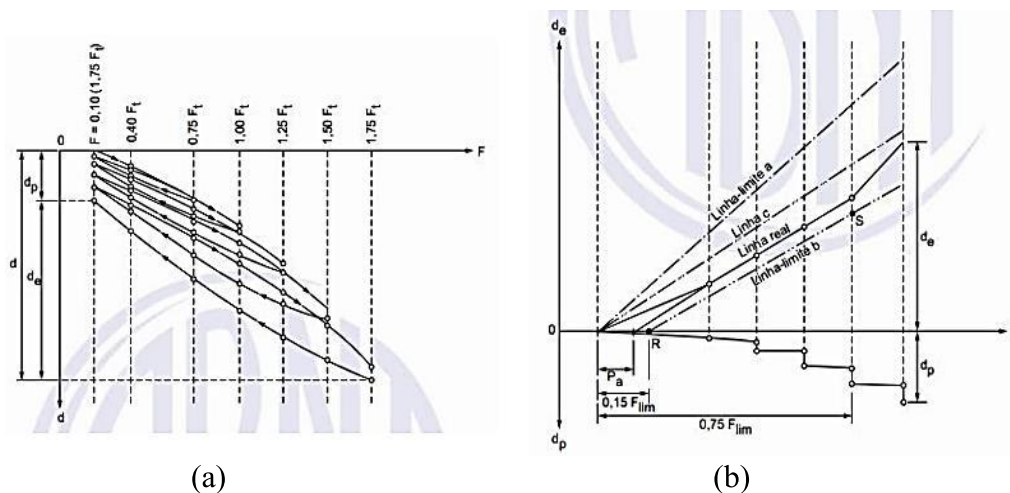 0
F = 0,10 (1,75 Fₜ)
0,40 Fₜ
0,75 Fₜ
1,00 Fₜ
1,25 Fₜ
1,50 Fₜ
1,75 Fₜ
F
dₚ
d
dₑ
d
(a)
dₑ
Linha-limite a
Linha c
Linha real
Linha-limite b
S
dₑ
0
R
Pₐ
0,15 Fₗᵢₘ
0,75 Fₗᵢₘ
dₚ
dₚ
(b)